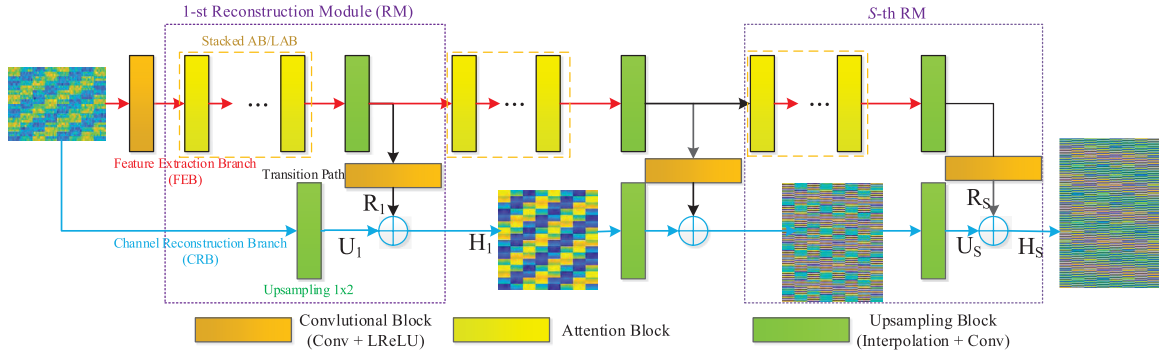 1-st Reconstruction Module (RM)
S-th RM
Stacked AB/LAB
...
...
...
Feature Extraction Branch
(FEB)
Transition Path
R1
RS
Channel Reconstruction Branch
(CRB)
U1
H1
US
HS
Upsampling 1x2
Convlutional Block
(Conv + LReLU)
Attention Block
Upsampling Block
(Interpolation + Conv)